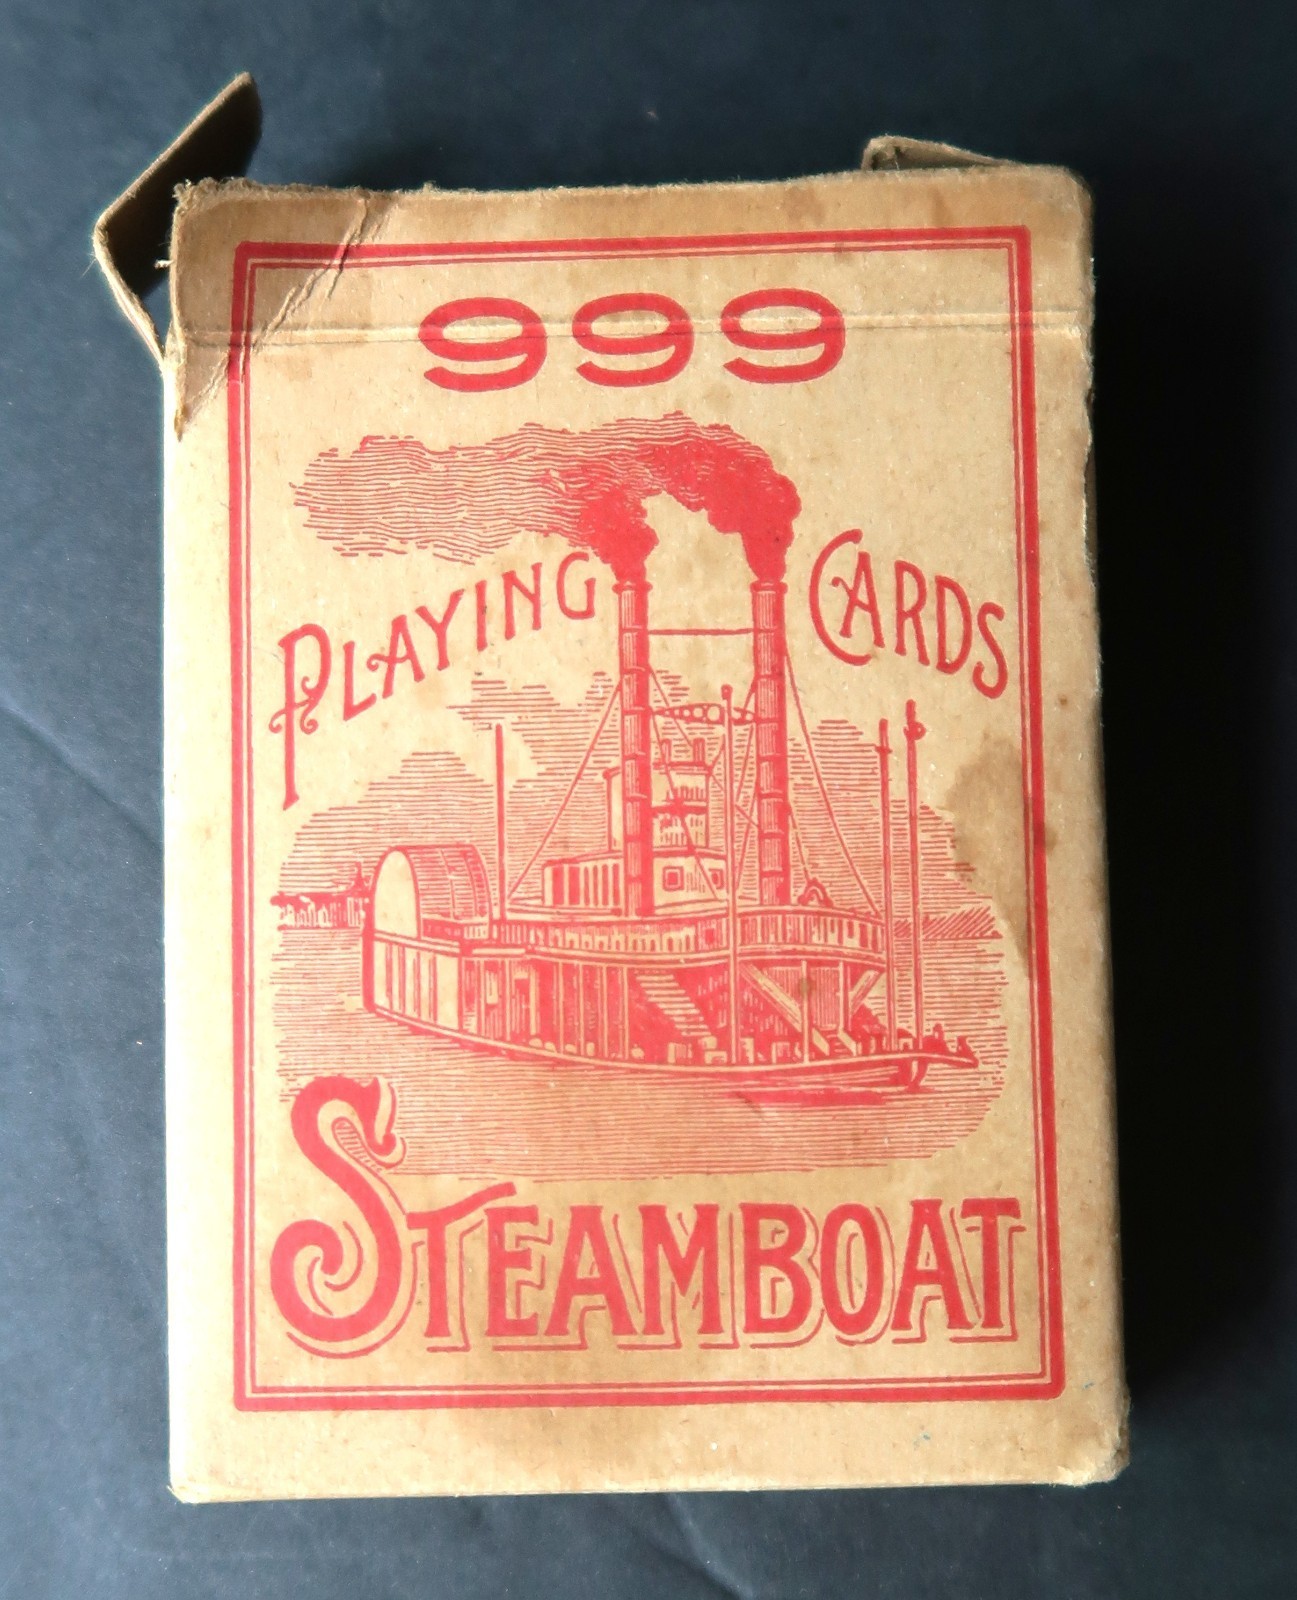 999
PLAYING CARDS
STEAMBOAT